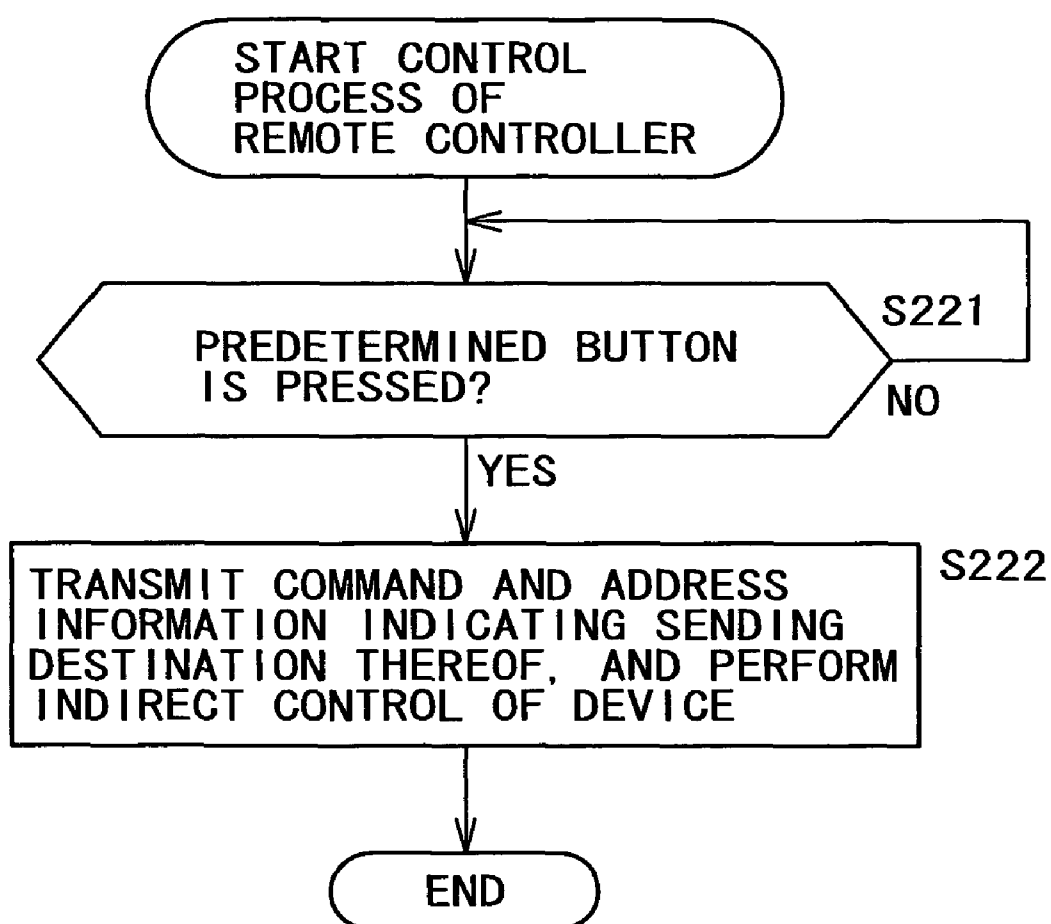 START CONTROL
PROCESS OF
REMOTE CONTROLLER
S221
PREDETERMINED BUTTON
IS PRESSED?
NO
YES
S222
TRANSMIT COMMAND AND ADDRESS
INFORMATION INDICATING SENDING
DESTINATION THEREOF, AND PERFORM
INDIRECT CONTROL OF DEVICE
END